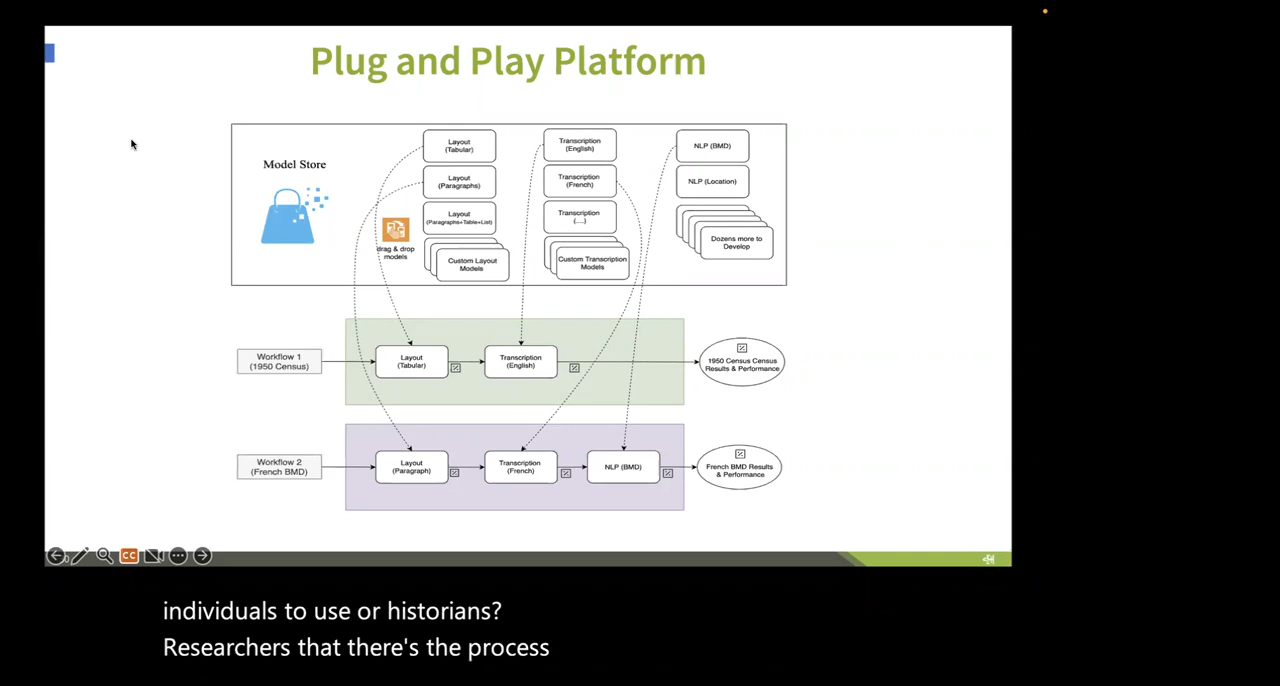 Plug and Play Platform
Model Store
drag & drop
models
Layout
(Tabular)
Layout
(Paragraphs)
Layout
(Paragraphs+Table+List)
Custom Layout
Models
Transcription
(English)
Transcription
(French)
Transcription
(....)
Custom Transcription
Models
NLP (BMD)
NLP (Location)
Dozens more to
Develop
Workflow 1
(1950 Census)
Layout
(Tabular)
Transcription
(English)
1950 Census Census
Results & Performance
Workflow 2
(French BMD)
Layout
(Paragraph)
Transcription
(French)
NLP (BMD)
French BMD Results
& Performance
CC
individuals to use or historians?
Researchers that there's the process